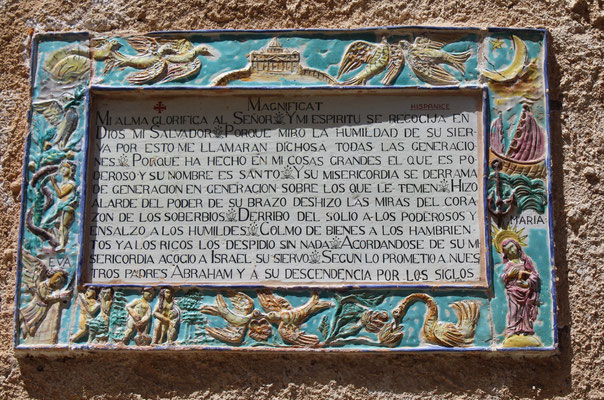 MAGNIFICAT HISPANICE
MI ALMA GLORIFICA AL SEÑOR Y MI ESPIRITU SE REGOCIJA EN
DIOS MI SALVADOR PORQUE MIRO LA HUMILDAD DE SU SIER
VA POR ESTO ME LLAMARAN DICHOSA TODAS LAS GENERACIO
NES PORQUE HA HECHO EN MI COSAS GRANDES EL QUE ES PO
DEROSO Y SU NOMBRE ES SANTO Y SU MISERICORDIA SE DERRAMA
DE GENERACION EN GENERACION SOBRE LOS QUE LE TEMEN HIZO
ALARDE DEL PODER DE SU BRAZO DESHIZO LAS MIRAS DEL CORA
ZON DE LOS SOBERBIOS DERRIBO DEL SOLIO A LOS PODEROSOS Y
ENSALZO A LOS HUMILDES COLMO DE BIENES A LOS HAMBRIEN
TOS Y A LOS RICOS LES DESPIDIO SIN NADA ACORDANDOSE DE SU MI
SERICORDIA ACOGIO A ISRAEL SU SIERVO SEGUN LO PROMETIO A NUES
TROS PADRES ABRAHAM Y Á SU DESCENDENCIA POR LOS SIGLOS
EVA
MARIA